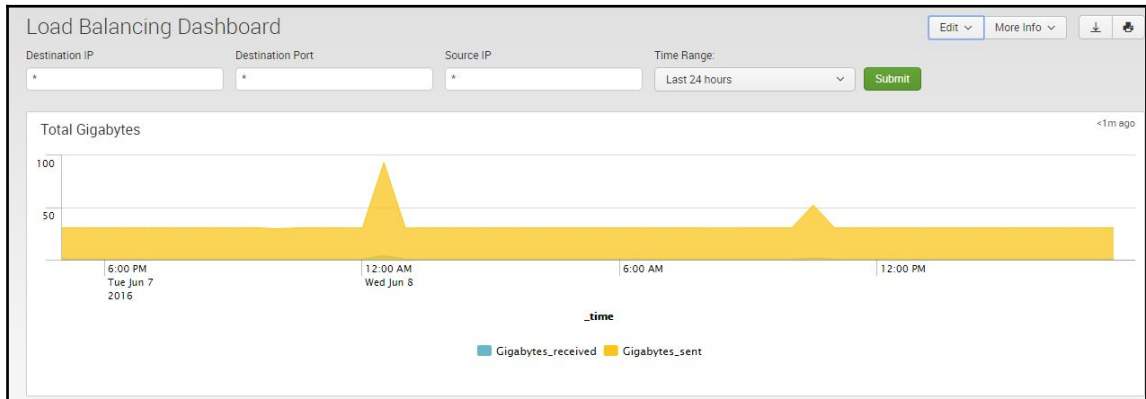 Load Balancing Dashboard
Edit More Info
Destination IP Destination Port Source IP Time Range:
* * * Last 24 hours Submit
Total Gigabytes <1m ago
100
50
6:00 PM 12:00 AM 6:00 AM 12:00 PM
Tue Jun 7 Wed Jun 8
2016
_time
Gigabytes_received Gigabytes_sent